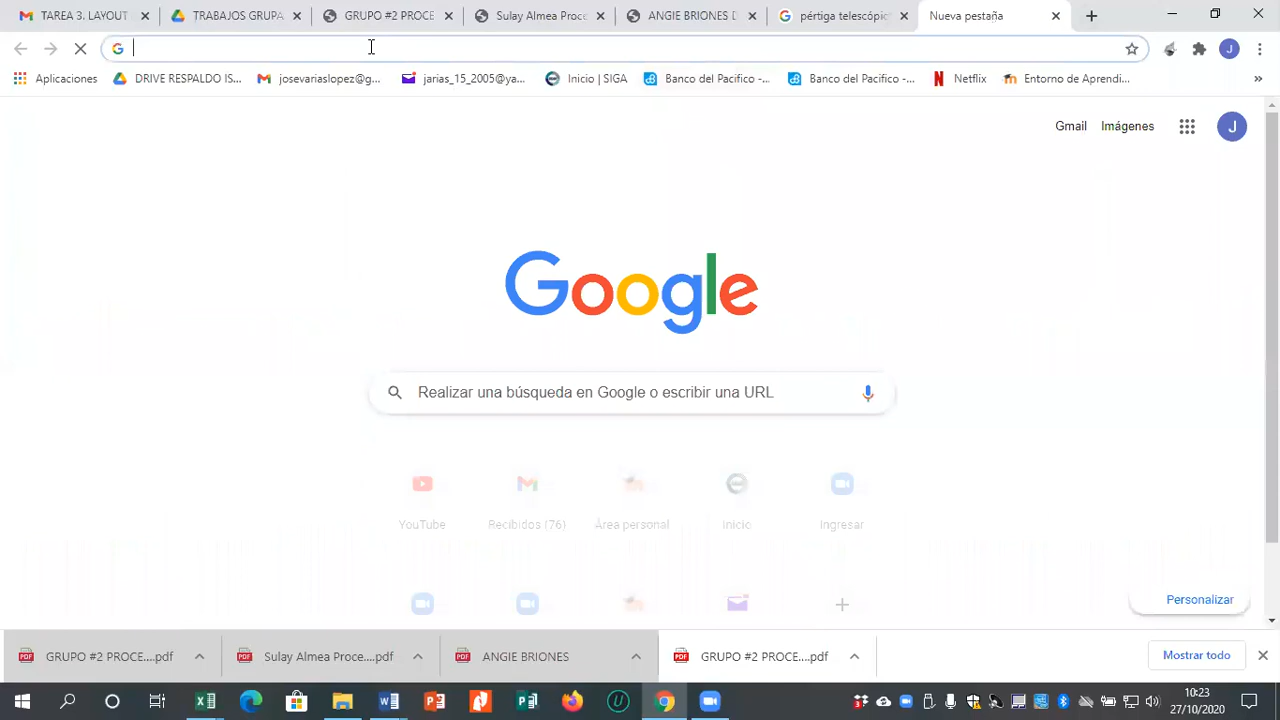 TAREA 3. LAYOUT
TRABAJOS GRUPA
GRUPO #2 PROCE
Sulay Almea Proce
ANGIE BRIONES D
pértiga telescópic
Nueva pestaña
Aplicaciones
DRIVE RESPALDO IS...
josevariaslopez@g...
jarias_15_2005@ya...
Inicio | SIGA
Banco del Pacifico -...
Banco del Pacifico -...
Netflix
Entorno de Aprendi...
»
J
Gmail
Imágenes
J
Google
Realizar una búsqueda en Google o escribir una URL
YouTube
Recibidos (76)
Área personal
Inicio
Ingresar
Personalizar
GRUPO #2 PROCE....pdf
Sulay Almea Proce....pdf
ANGIE BRIONES
GRUPO #2 PROCE....pdf
Mostrar todo
10:23
27/10/2020